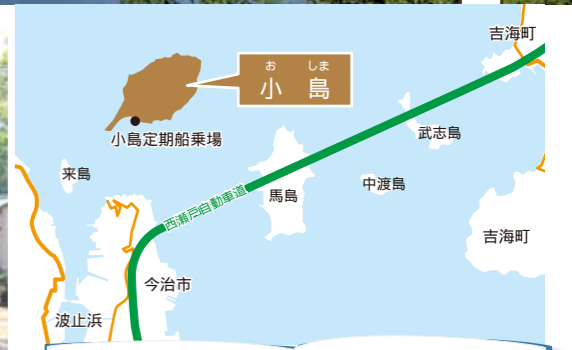 吉海町
お しま
小島
小島定期船乗場
武志島
来島
馬島
中渡島
西瀬戸自動車道
吉海町
今治市
波止浜